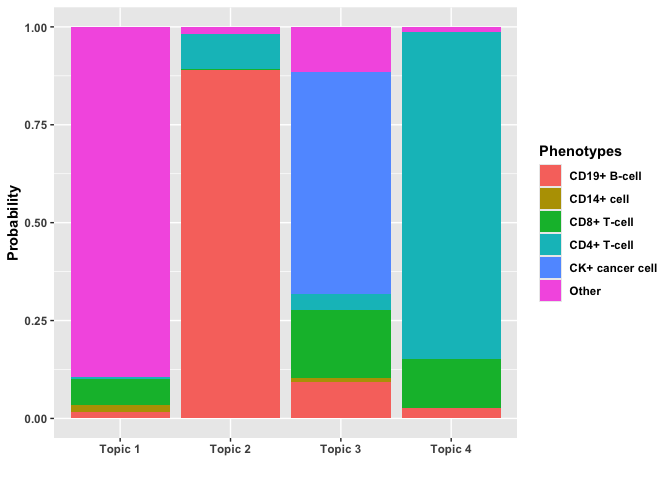 1.00
0.75
0.50
0.25
0.00
Probability
Topic 1
Topic 2
Topic 3
Topic 4
Phenotypes
CD19+ B-cell
CD14+ cell
CD8+ T-cell
CD4+ T-cell
CK+ cancer cell
Other